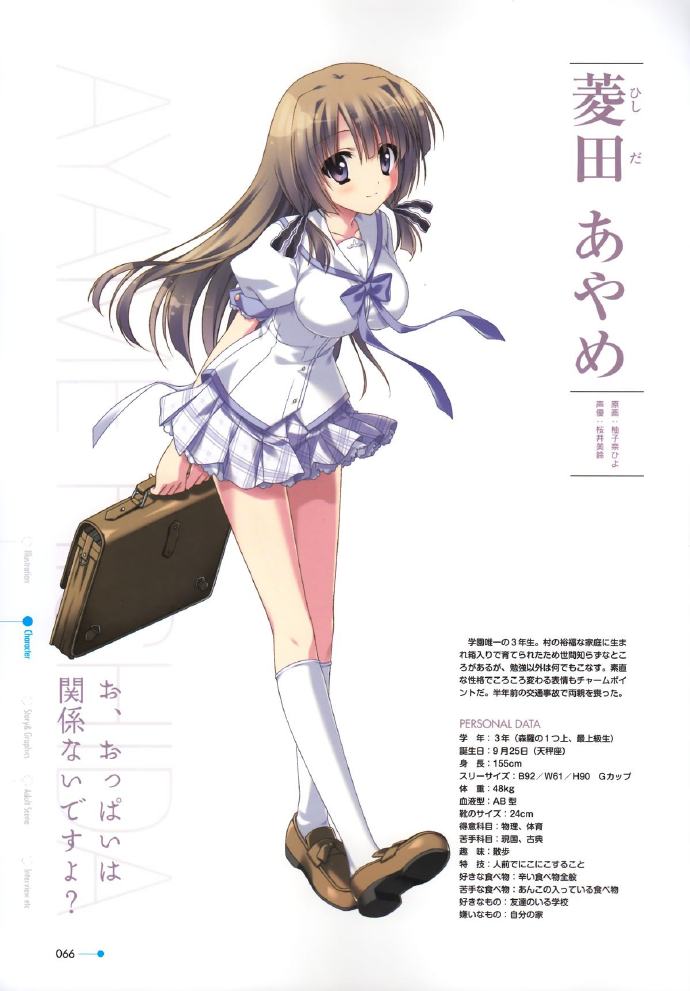 菱田 あやめ
ひし だ
原画：柚子奈ひよ
声優：桜井美鈴
AYAME HISHIDA
お、おっぱいは
関係ないですよ？
学園唯一の３年生。村の裕福な家庭に生ま
れ箱入りで育てられたため世間知らずなとこ
ろがあるが、勉強以外は何でもこなす。素直
な性格でころころ変わる表情もチャームポ
イントだ。半年前の交通事故で両親を喪った。
PERSONAL DATA
学　年：３年（森羅の１つ上、最上級生）
誕生日：９月25日（天秤座）
身　長：155cm
スリーサイズ：B92／W61／H90　Gカップ
体　重：48kg
血液型：AB型
靴のサイズ：24cm
得意科目：物理、体育
苦手科目：現国、古典
趣　味：散歩
特　技：人前でにこにこすること
好きな食べ物：辛い食べ物全般
苦手な食べ物：あんこの入っている食べ物
好きなもの：友達のいる学校
嫌いなもの：自分の家
Illustration
Character
Story& Graphics
Adult Scene
Interview etc
066